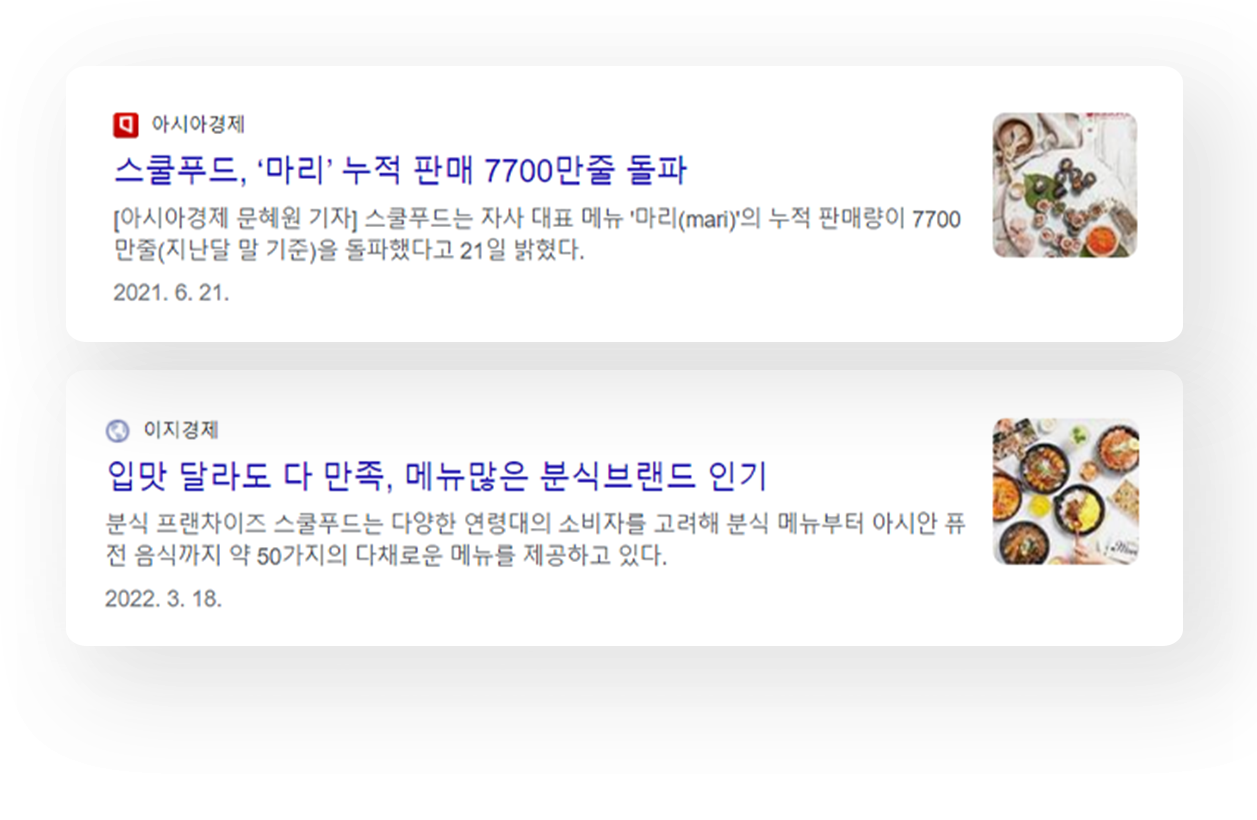 아시아경제
스쿨푸드, ‘마리’ 누적 판매 7700만줄 돌파
[아시아경제 문혜원 기자] 스쿨푸드는 자사 대표 메뉴 '마리(mari)'의 누적 판매량이 7700
만줄(지난달 말 기준)을 돌파했다고 21일 밝혔다.
2021. 6. 21.
이지경제
입맛 달라도 다 만족, 메뉴많은 분식브랜드 인기
분식 프랜차이즈 스쿨푸드는 다양한 연령대의 소비자를 고려해 분식 메뉴부터 아시안 퓨
전 음식까지 약 50가지의 다채로운 메뉴를 제공하고 있다.
2022. 3. 18.